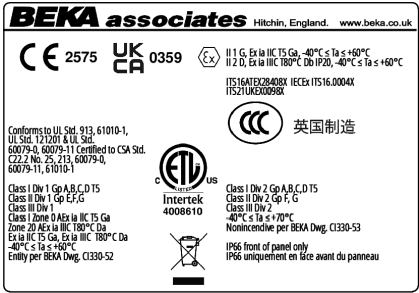 BEKA associates Hitchin, England. www.beka.co.uk
CE 2575 UK CA 0359 Ex II 1 G, Ex ia IIC T5 Ga, -40°C ≤ Ta ≤ +60°C
II 2 D, Ex ia IIIC T80°C Db IP20, -40°C ≤ Ta ≤ +60°C
ITS16ATEX28408X IECEx ITS16.0004X
ITS21UKEX0098X
CCC 英国制造
Conforms to UL Std. 913, 61010-1,
UL Std. 121201 & UL Std.
60079-0, 60079-11 Certified to CSA Std.
C22.2 No. 25, 213, 60079-0,
60079-11, 61010-1
C ETL LISTED US
Intertek
4008610
Class I Div 1 Gp A,B,C,D T5
Class II Div 1 Gp E,F,G
Class III Div 1
Class I Zone 0 AEx ia IIC T5 Ga
Zone 20 AEx ia IIIC T80°C Da
Ex ia IIC T5 Ga, Ex ia IIIC T80°C Da
-40°C ≤ Ta ≤ +60°C
Entity per BEKA Dwg. CI330-52
Class I Div 2 Gp A,B,C,D T5
Class II Div 2 Gp F, G
Class III Div 2
-40°C ≤ Ta ≤ +70°C
Nonincendive per BEKA Dwg. CI330-53
IP66 front of panel only
IP66 uniquement en face avant du panneau